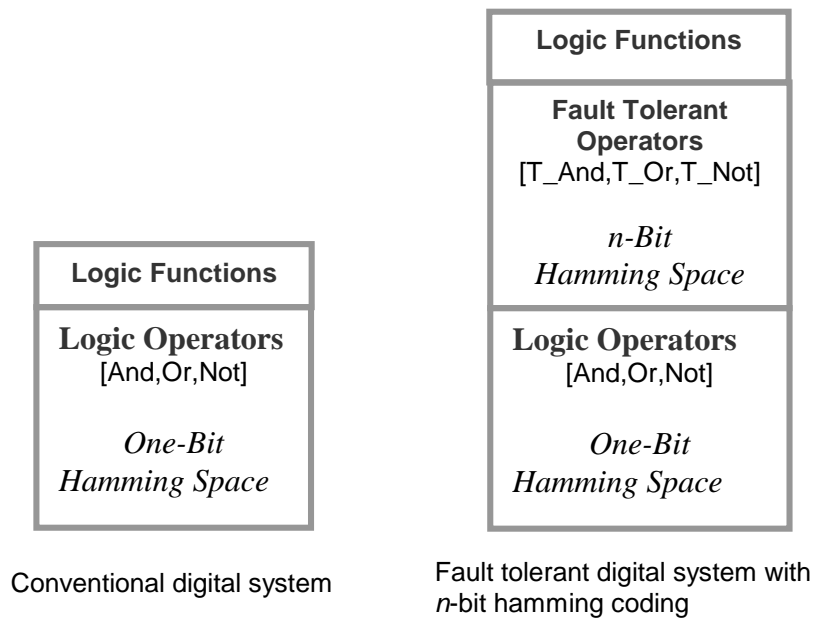 Logic Functions
Logic Operators
[And,Or,Not]
One-Bit
Hamming Space
Conventional digital system
Logic Functions
Fault Tolerant
Operators
[T_And,T_Or,T_Not]
n-Bit
Hamming Space
Logic Operators
[And,Or,Not]
One-Bit
Hamming Space
Fault tolerant digital system with
n-bit hamming coding